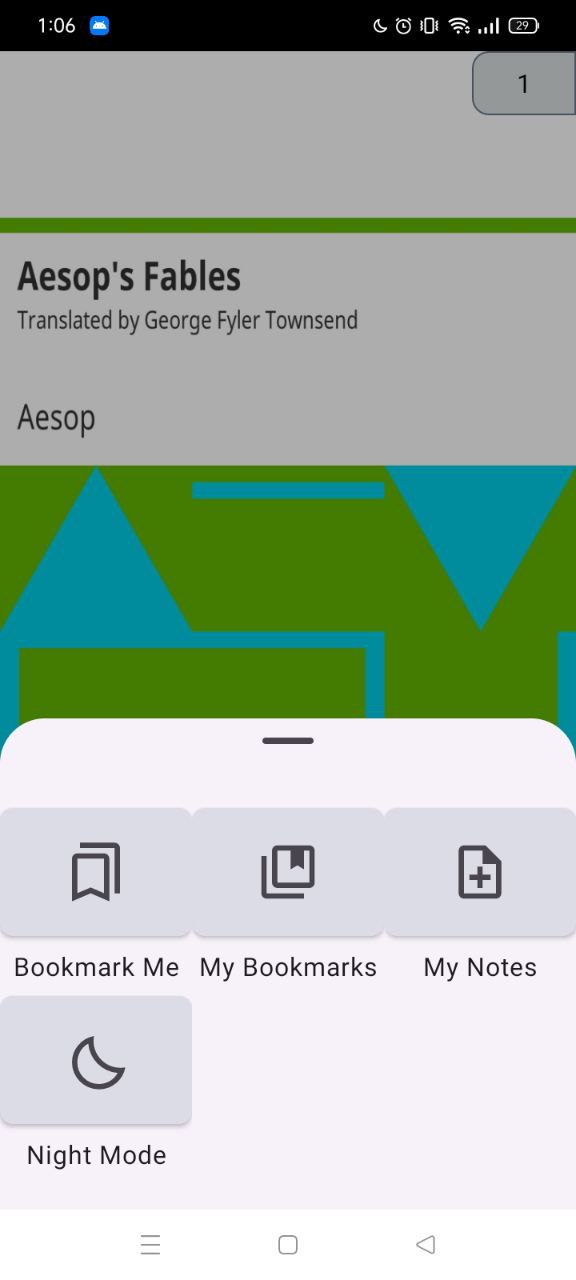 1:06
29
1
Aesop's Fables
Translated by George Fyler Townsend
Aesop
Bookmark Me
My Bookmarks
My Notes
Night Mode